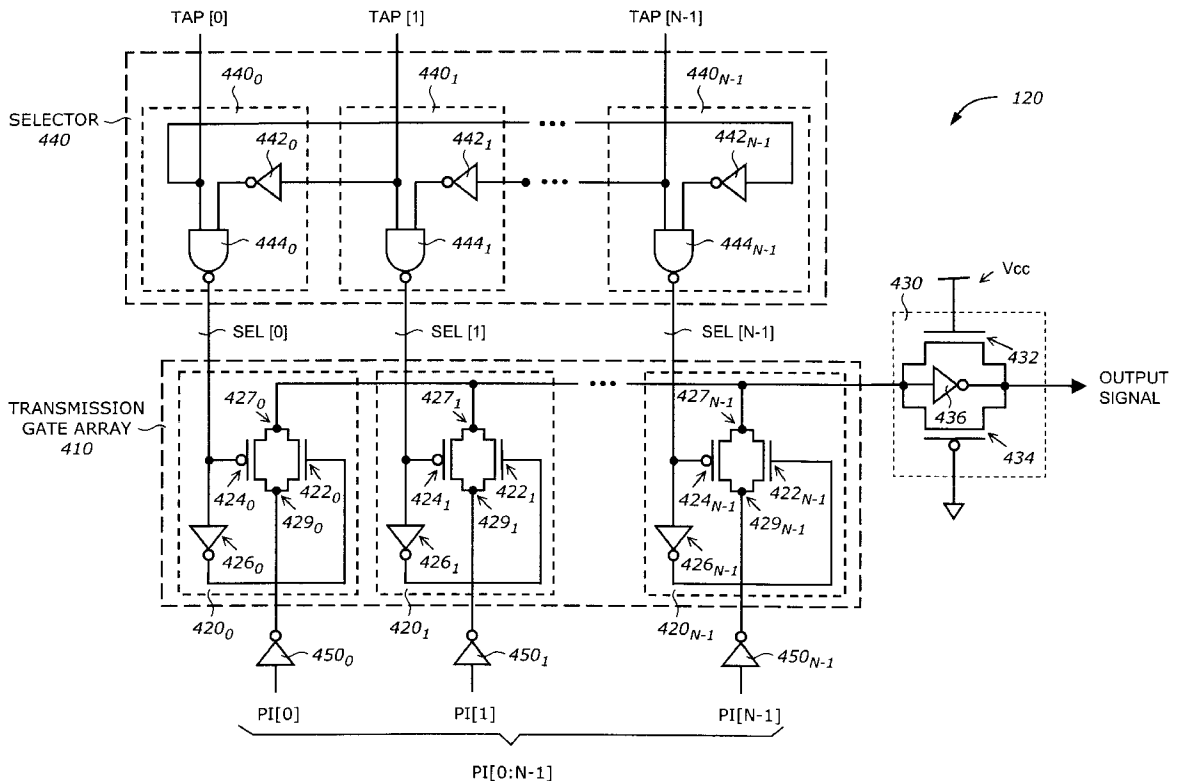 TAP [0] TAP [1] TAP [N-1]
440₀ 440₁ 440N-1
120
SELECTOR
440
442₀ 442₁ 442N-1
444₀ 444₁ 444N-1
Vcc
430
SEL [0] SEL [1] SEL [N-1]
432
427₀ 427₁ 427N-1
OUTPUT
SIGNAL
TRANSMISSION
GATE ARRAY
410
436
434
424₀ 422₀ 424₁ 422₁ 424N-1 422N-1
429₀ 429₁ 429N-1
426₀ 426₁ 426N-1
420₀ 420₁ 420N-1
450₀ 450₁ 450N-1
PI[0] PI[1] PI[N-1]
PI[0:N-1]